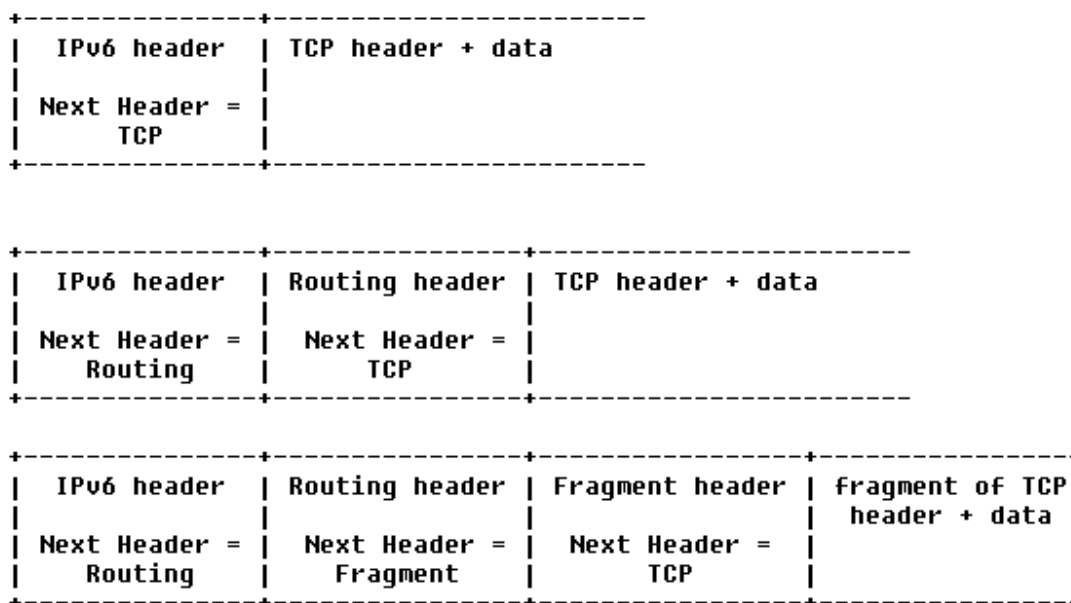 +---------------+------------------------
|  IPv6 header  | TCP header + data
|               |
| Next Header = |
|      TCP      |
+---------------+------------------------
+---------------+----------------+------------------------
|  IPv6 header  | Routing header | TCP header + data
|               |                |
| Next Header = |  Next Header = |
|    Routing    |      TCP       |
+---------------+----------------+------------------------
+---------------+----------------+-----------------+-----------------
|  IPv6 header  | Routing header | Fragment header | fragment of TCP
|               |                |                 |  header + data
| Next Header = |  Next Header = |  Next Header =  |
|    Routing    |    Fragment    |       TCP       |
+---------------+----------------+-----------------+-----------------